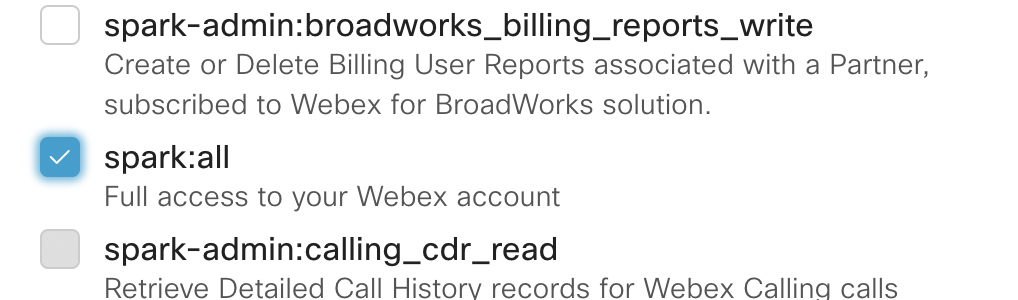 spark-admin:broadworks_billing_reports_write
Create or Delete Billing User Reports associated with a Partner,
subscribed to Webex for BroadWorks solution.
spark:all
Full access to your Webex account
spark-admin:calling_cdr_read
Retrieve Detailed Call History records for Webex Calling calls